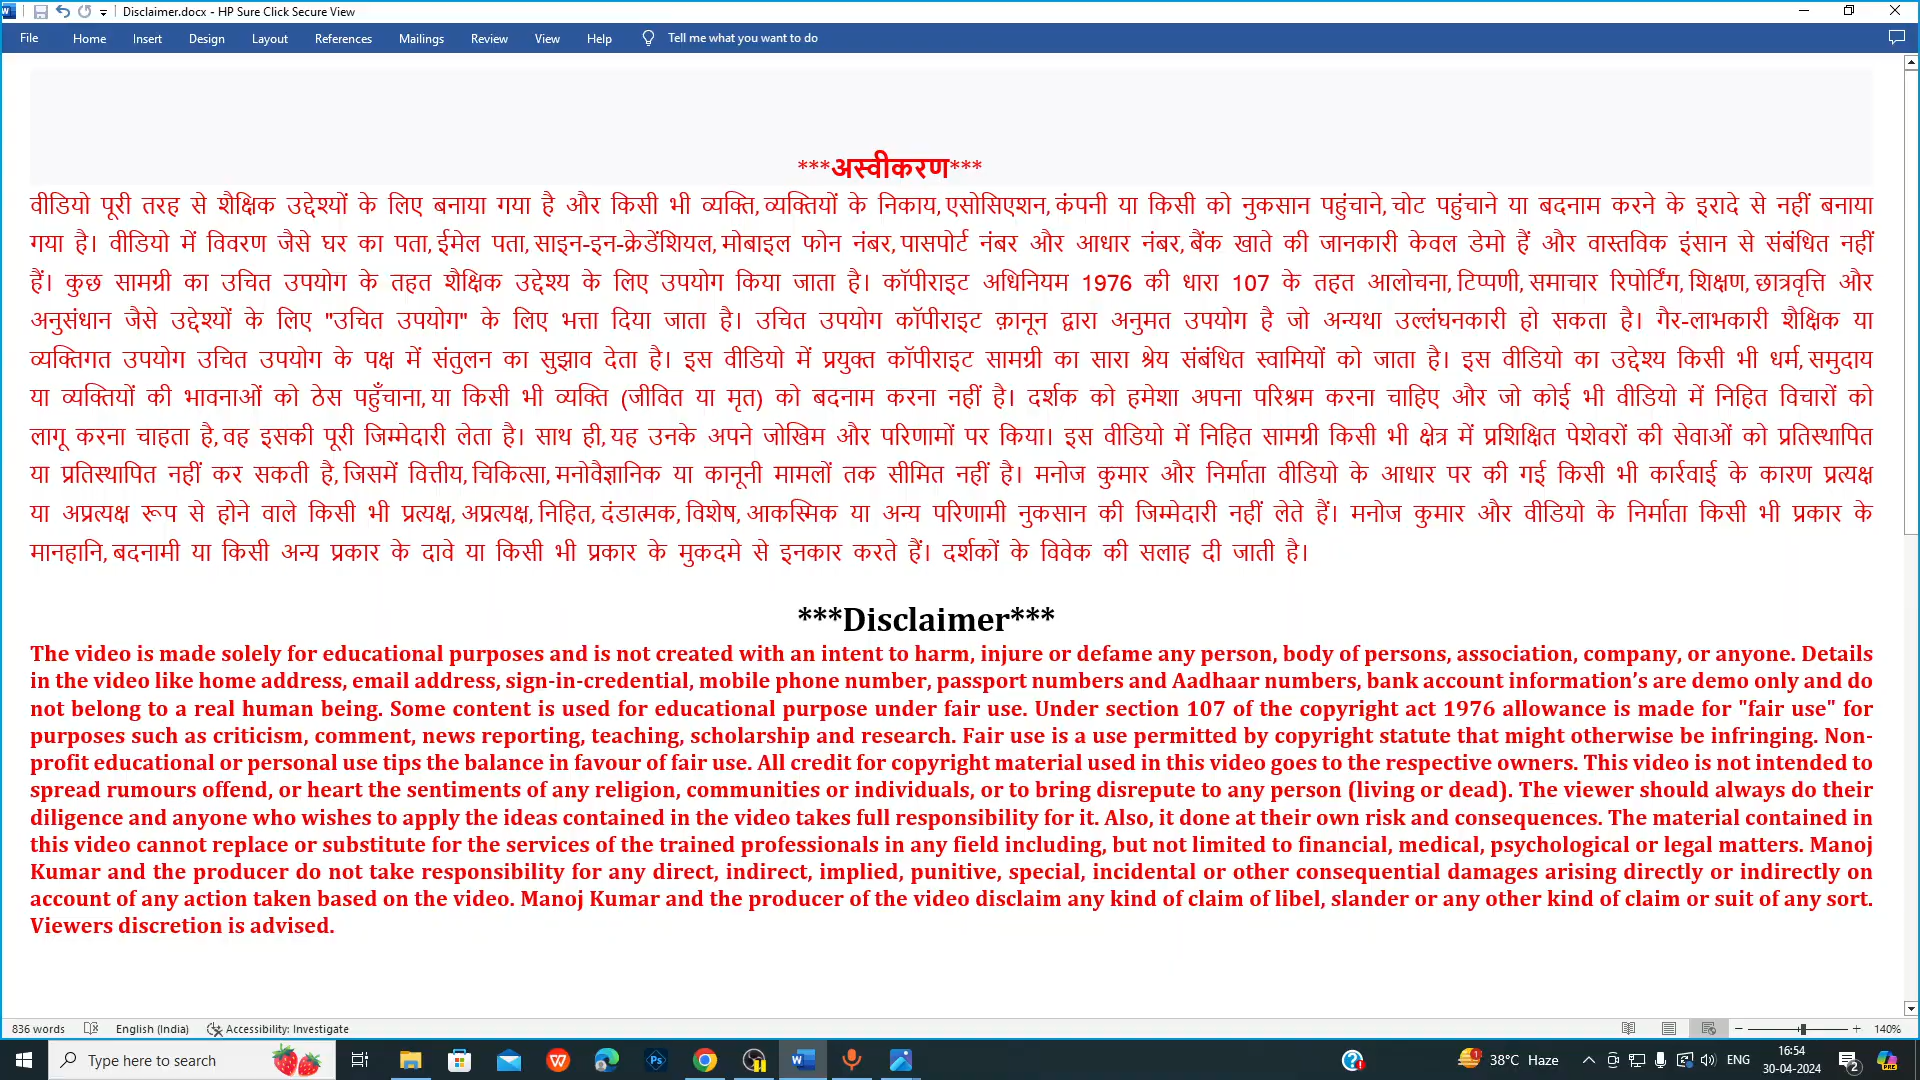 Disclaimer.docx - HP Sure Click Secure View
File Home Insert Design Layout References Mailings Review View Help Tell me what you want to do
***अस्वीकरण***
वीडियो पूरी तरह से शैक्षिक उद्देश्यों के लिए बनाया गया है और किसी भी व्यक्ति, व्यक्तियों के निकाय, एसोसिएशन, कंपनी या किसी को नुकसान पहुंचाने, चोट पहुंचाने या बदनाम करने के इरादे से नहीं बनाया
गया है। वीडियो में विवरण जैसे घर का पता, ईमेल पता, साइन-इन-क्रेडेंशियल, मोबाइल फोन नंबर, पासपोर्ट नंबर और आधार नंबर, बैंक खाते की जानकारी केवल डेमो हैं और वास्तविक इंसान से संबंधित नहीं
हैं। कुछ सामग्री का उचित उपयोग के तहत शैक्षिक उद्देश्य के लिए उपयोग किया जाता है। कॉपीराइट अधिनियम 1976 की धारा 107 के तहत आलोचना, टिप्पणी, समाचार रिपोर्टिंग, शिक्षण, छात्रवृत्ति और
अनुसंधान जैसे उद्देश्यों के लिए "उचित उपयोग" के लिए भत्ता दिया जाता है। उचित उपयोग कॉपीराइट क़ानून द्वारा अनुमत उपयोग है जो अन्यथा उल्लंघनकारी हो सकता है। गैर-लाभकारी शैक्षिक या
व्यक्तिगत उपयोग उचित उपयोग के पक्ष में संतुलन का सुझाव देता है। इस वीडियो में प्रयुक्त कॉपीराइट सामग्री का सारा श्रेय संबंधित स्वामियों को जाता है। इस वीडियो का उद्देश्य किसी भी धर्म, समुदाय
या व्यक्तियों की भावनाओं को ठेस पहुँचाना, या किसी भी व्यक्ति (जीवित या मृत) को बदनाम करना नहीं है। दर्शक को हमेशा अपना परिश्रम करना चाहिए और जो कोई भी वीडियो में निहित विचारों को
लागू करना चाहता है, वह इसकी पूरी जिम्मेदारी लेता है। साथ ही, यह उनके अपने जोखिम और परिणामों पर किया। इस वीडियो में निहित सामग्री किसी भी क्षेत्र में प्रशिक्षित पेशेवरों की सेवाओं को प्रतिस्थापित
या प्रतिस्थापित नहीं कर सकती है, जिसमें वित्तीय, चिकित्सा, मनोवैज्ञानिक या कानूनी मामलों तक सीमित नहीं है। मनोज कुमार और निर्माता वीडियो के आधार पर की गई किसी भी कार्रवाई के कारण प्रत्यक्ष
या अप्रत्यक्ष रूप से होने वाले किसी भी प्रत्यक्ष, अप्रत्यक्ष, निहित, दंडात्मक, विशेष, आकस्मिक या अन्य परिणामी नुकसान की जिम्मेदारी नहीं लेते हैं। मनोज कुमार और वीडियो के निर्माता किसी भी प्रकार के
मानहानि, बदनामी या किसी अन्य प्रकार के दावे या किसी भी प्रकार के मुकदमे से इनकार करते हैं। दर्शकों के विवेक की सलाह दी जाती है।
***Disclaimer***
The video is made solely for educational purposes and is not created with an intent to harm, injure or defame any person, body of persons, association, company, or anyone. Details
in the video like home address, email address, sign-in-credential, mobile phone number, passport numbers and Aadhaar numbers, bank account information’s are demo only and do
not belong to a real human being. Some content is used for educational purpose under fair use. Under section 107 of the copyright act 1976 allowance is made for "fair use" for
purposes such as criticism, comment, news reporting, teaching, scholarship and research. Fair use is a use permitted by copyright statute that might otherwise be infringing. Non-
profit educational or personal use tips the balance in favour of fair use. All credit for copyright material used in this video goes to the respective owners. This video is not intended to
spread rumours offend, or heart the sentiments of any religion, communities or individuals, or to bring disrepute to any person (living or dead). The viewer should always do their
diligence and anyone who wishes to apply the ideas contained in the video takes full responsibility for it. Also, it done at their own risk and consequences. The material contained in
this video cannot replace or substitute for the services of the trained professionals in any field including, but not limited to financial, medical, psychological or legal matters. Manoj
Kumar and the producer do not take responsibility for any direct, indirect, implied, punitive, special, incidental or other consequential damages arising directly or indirectly on
account of any action taken based on the video. Manoj Kumar and the producer of the video disclaim any kind of claim of libel, slander or any other kind of claim or suit of any sort.
Viewers discretion is advised.
836 words English (India) Accessibility: Investigate 140%
Type here to search 38°C Haze ENG 16:54
30-04-2024 2